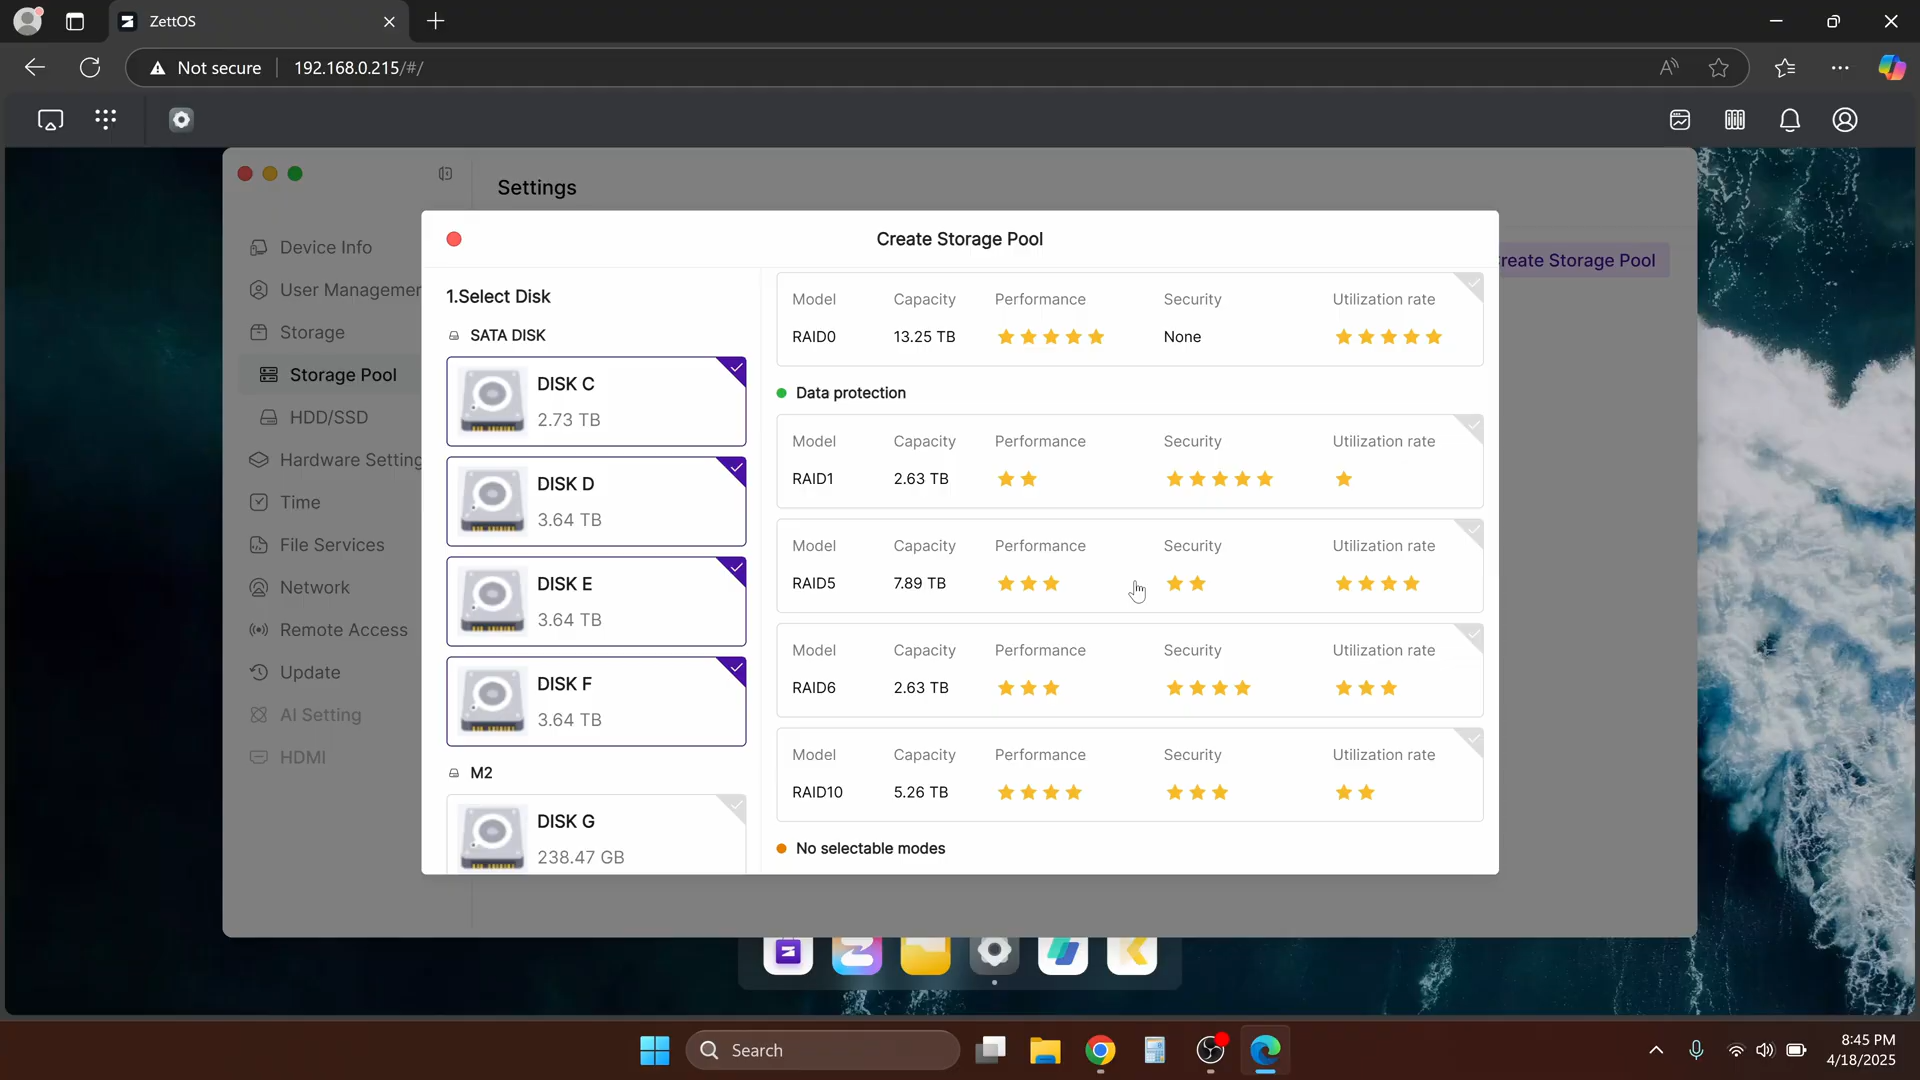 ZettOS
Not secure
192.168.0.215/#/
Settings
Device Info
User Managemer
Storage
Storage Pool
HDD/SSD
Hardware Setting
Time
File Services
Network
Remote Access
Update
AI Setting
HDMI
reate Storage Pool
Create Storage Pool
1.Select Disk
SATA DISK
DISK C
2.73 TB
DISK D
3.64 TB
DISK E
3.64 TB
DISK F
3.64 TB
M2
DISK G
238.47 GB
Model Capacity Performance Security Utilization rate
RAID0 13.25 TB None
Data protection
Model Capacity Performance Security Utilization rate
RAID1 2.63 TB
Model Capacity Performance Security Utilization rate
RAID5 7.89 TB
Model Capacity Performance Security Utilization rate
RAID6 2.63 TB
Model Capacity Performance Security Utilization rate
RAID10 5.26 TB
No selectable modes
Search
8:45 PM
4/18/2025